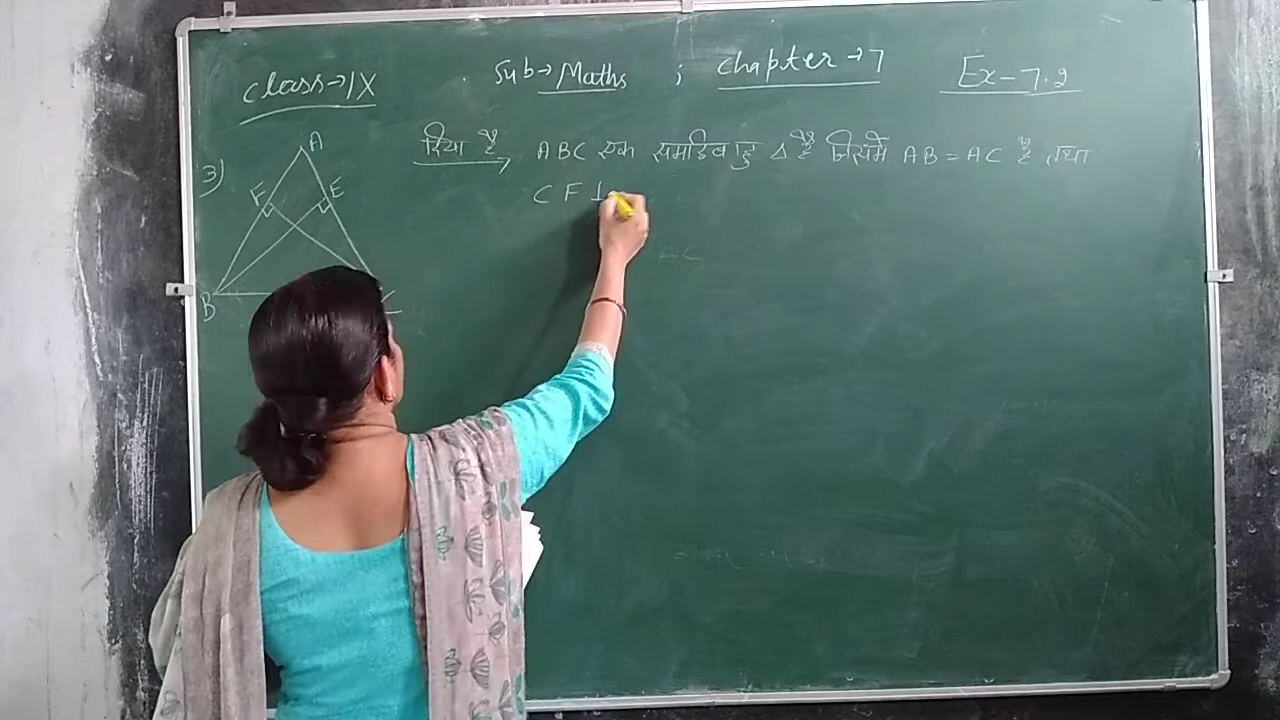 Class→IX Sub→Maths ; Chapter→7 Ex-7.2
3)
A
F E
B
दिया है, ABC एक समद्विबाहु Δ है जिसमें AB = AC है तथा
CF⊥